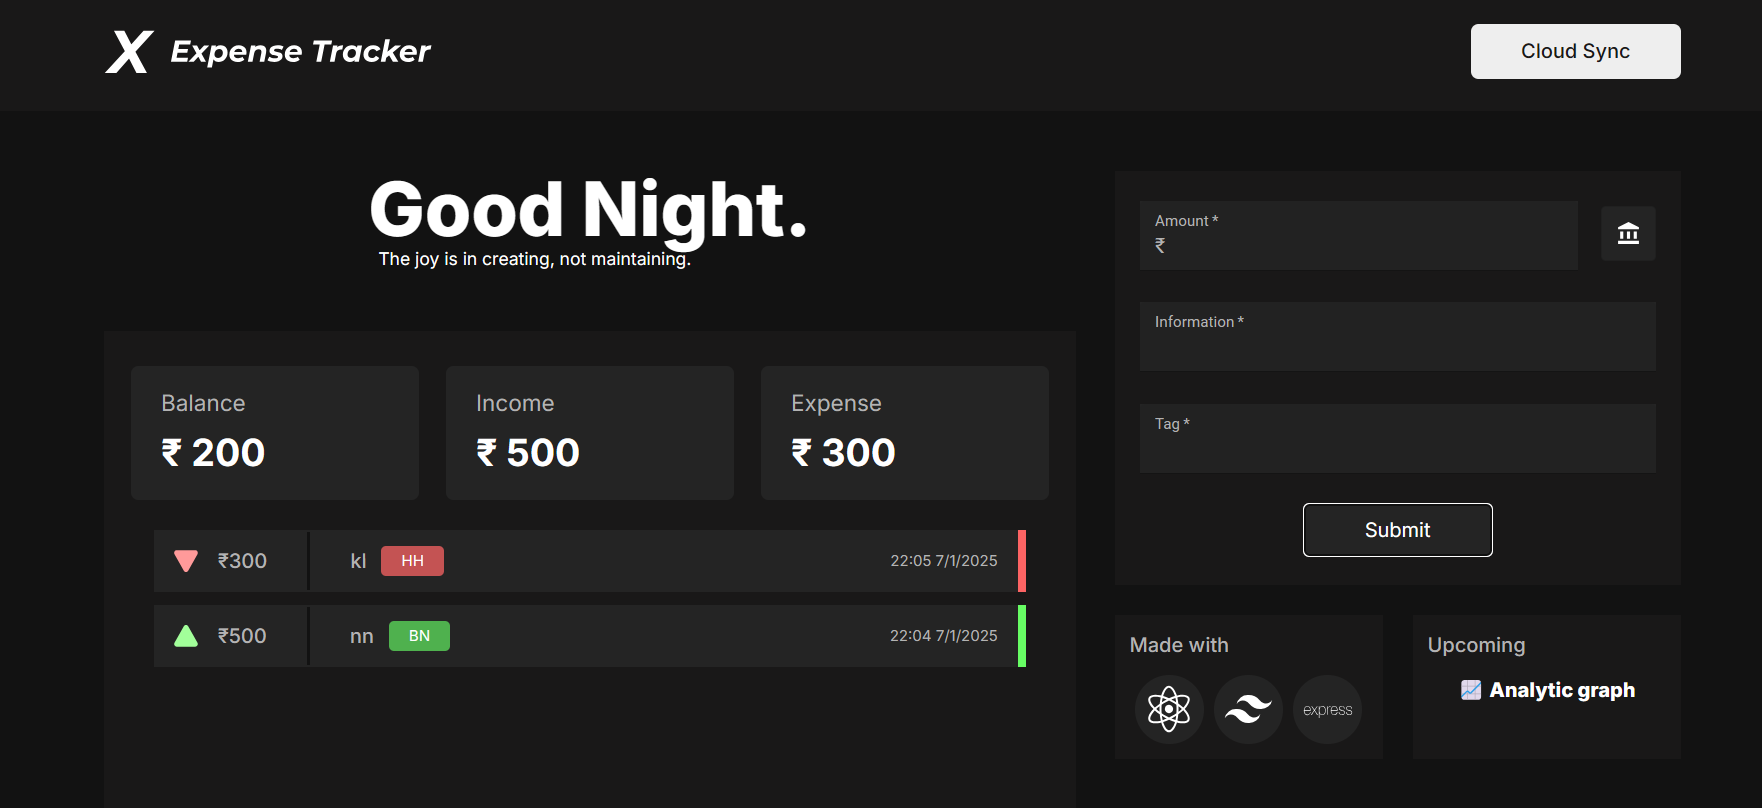 X Expense Tracker
Cloud Sync
Good Night.
The joy is in creating, not maintaining.
Balance
₹ 200
Income
₹ 500
Expense
₹ 300
₹300 kl HH 22:05 7/1/2025
₹500 nn BN 22:04 7/1/2025
Amount *
₹
Information *
Tag *
Submit
Made with
express
Upcoming
📈 Analytic graph